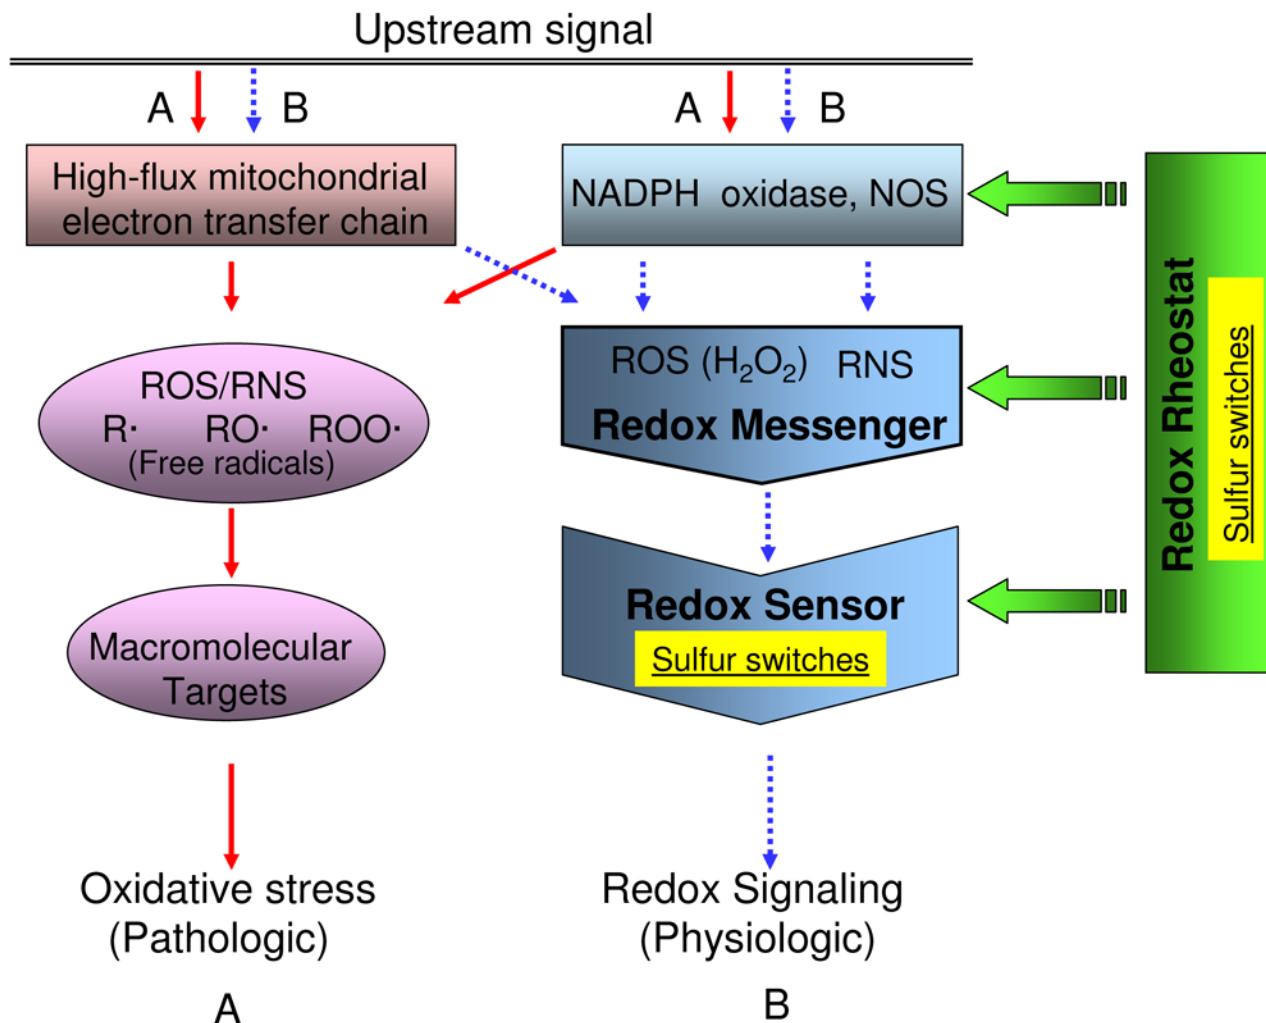 Upstream signal
A
B
A
B
High-flux mitochondrial
electron transfer chain
NADPH oxidase, NOS
ROS/RNS
R· RO· ROO·
(Free radicals)
ROS (H₂O₂) RNS
Redox Messenger
Macromolecular
Targets
Redox Sensor
Sulfur switches
Redox Rheostat
Sulfur switches
Oxidative stress
(Pathologic)
A
Redox Signaling
(Physiologic)
B